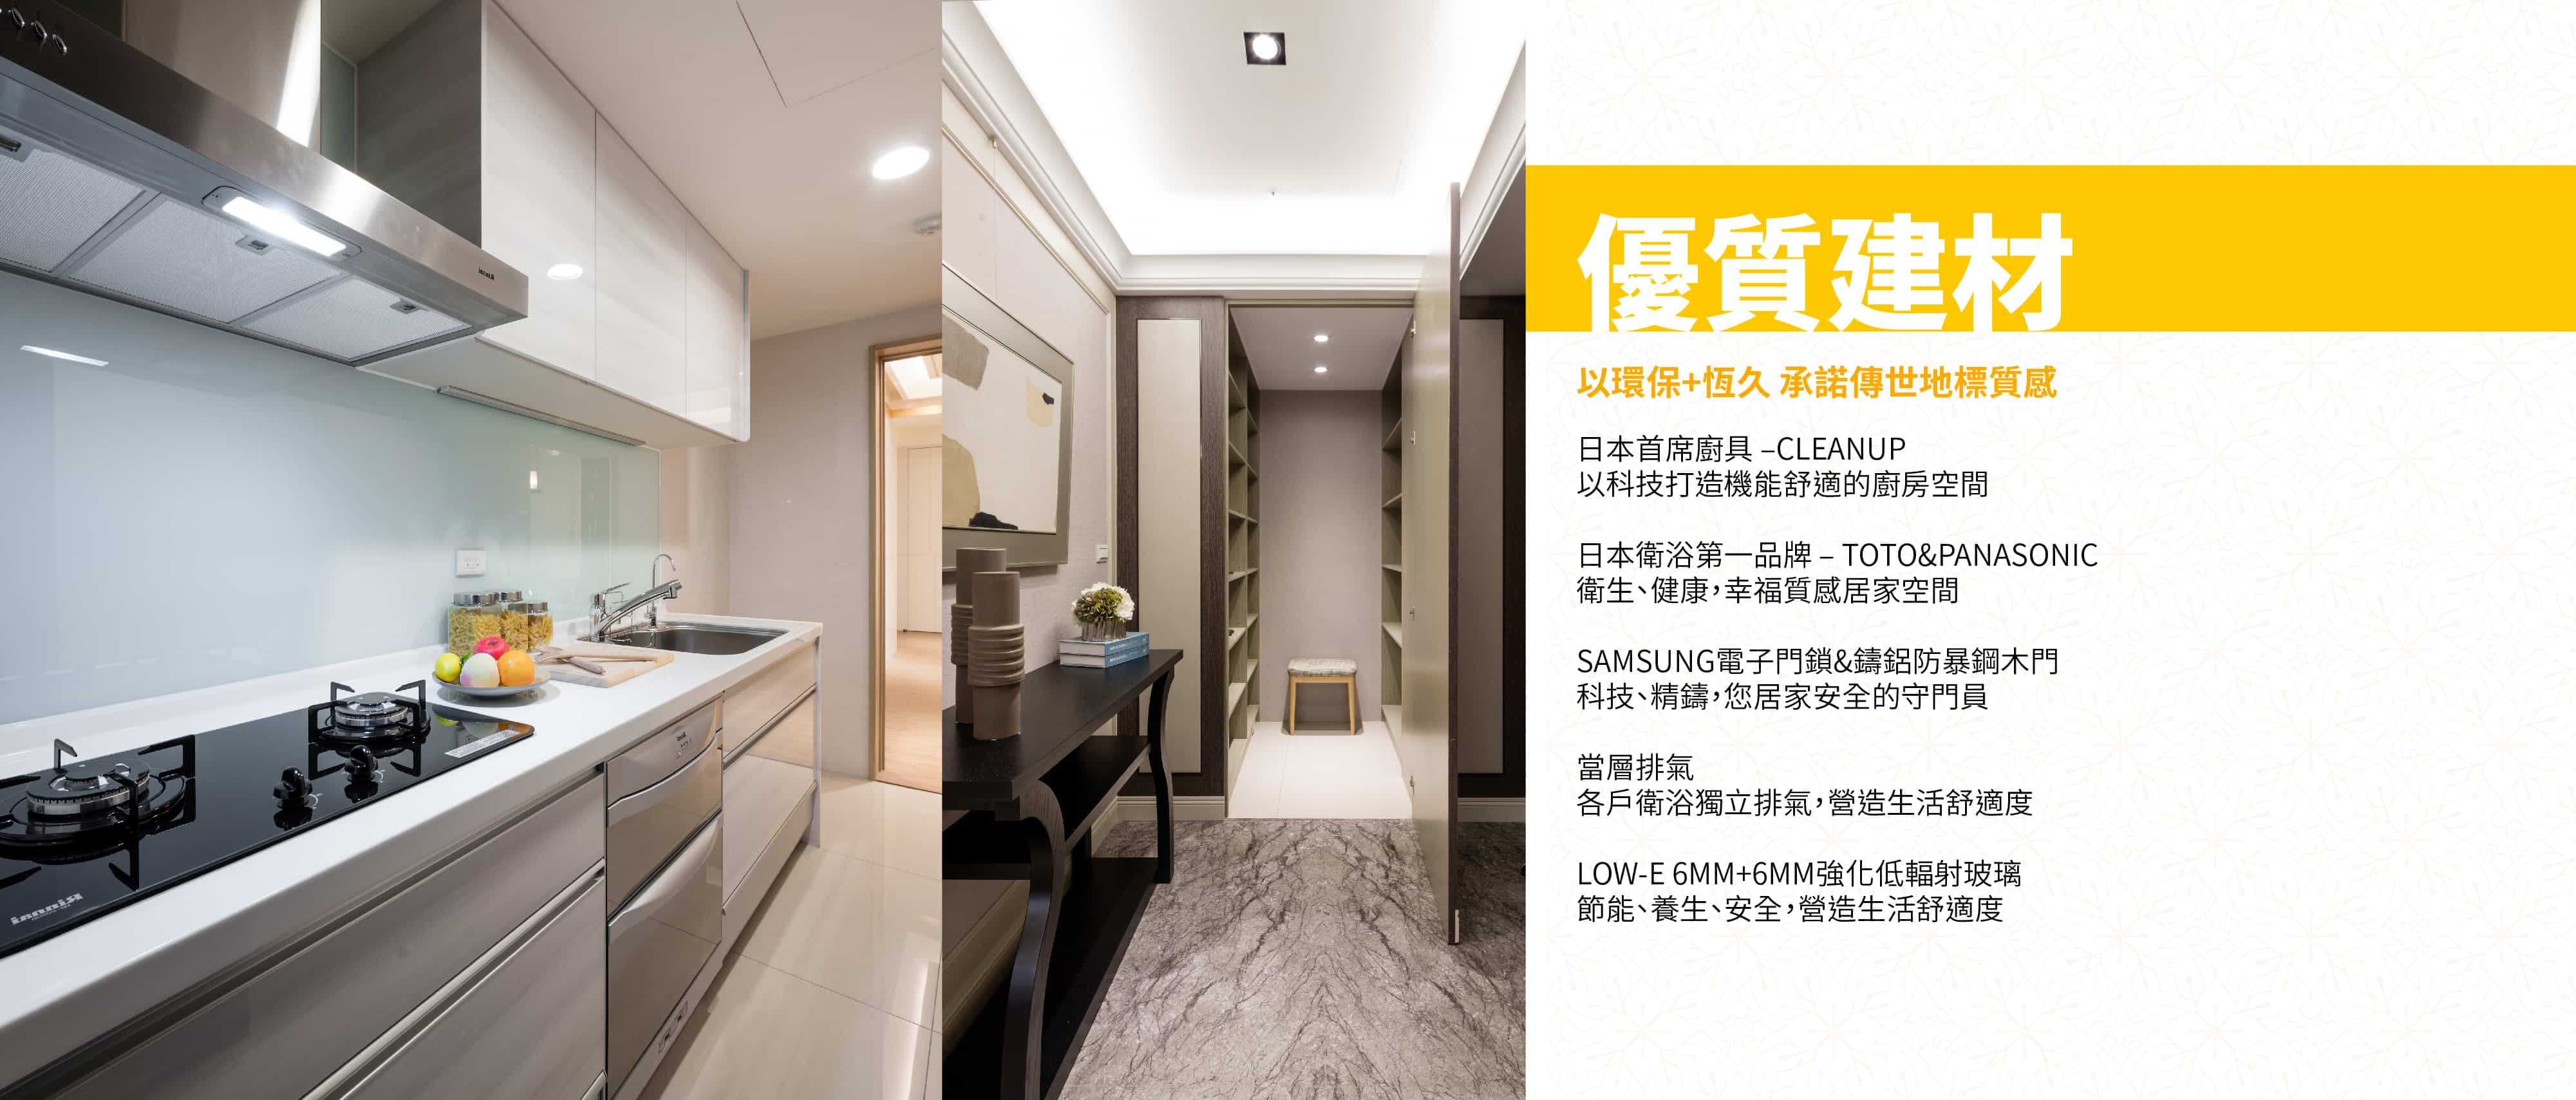 優質建材
以環保+恆久 承諾傳世地標質感
日本首席廚具 –CLEANUP
以科技打造機能舒適的廚房空間
日本衛浴第一品牌 – TOTO&PANASONIC
衛生、健康，幸福質感居家空間
SAMSUNG電子門鎖&鑄鋁防暴鋼木門
科技、精鑄，您居家安全的守門員
當層排氣
各戶衛浴獨立排氣，營造生活舒適度
LOW-E 6MM+6MM強化低輻射玻璃
節能、養生、安全，營造生活舒適度
Rinnai
Rinnai